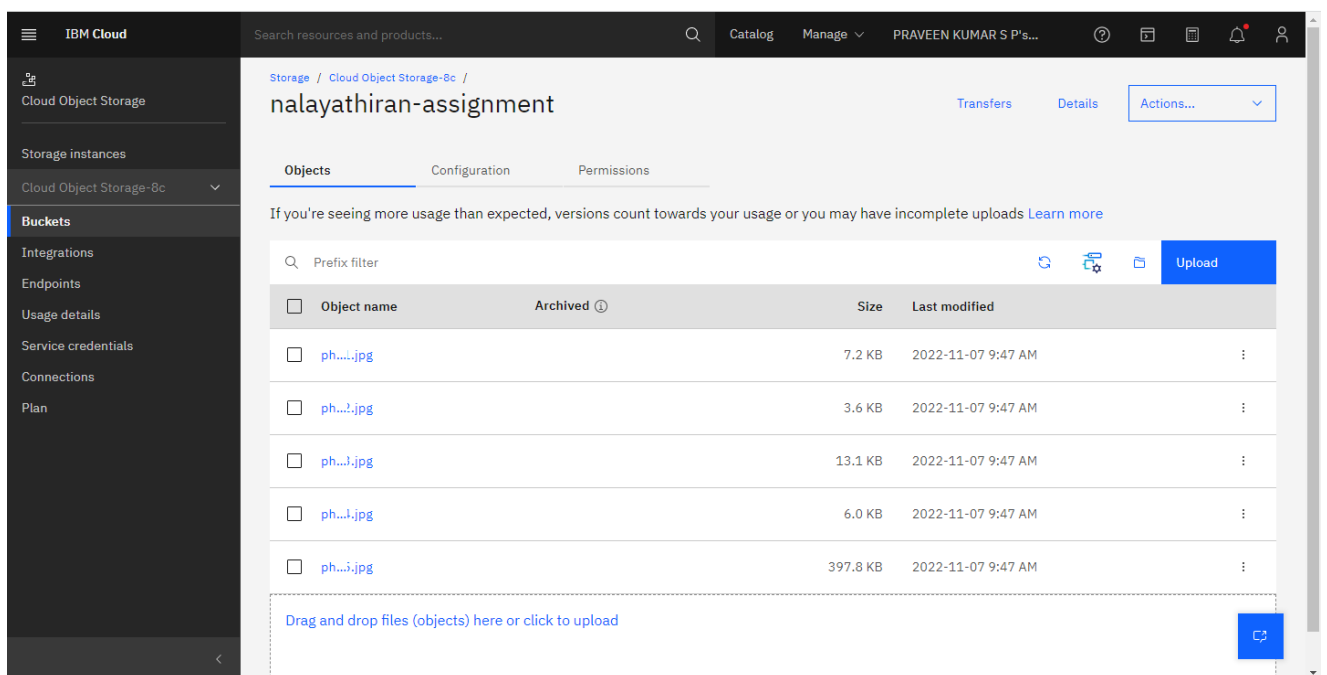 IBM Cloud
Search resources and products...
Catalog
Manage
PRAVEEN KUMAR S P's...
Cloud Object Storage
Storage instances
Cloud Object Storage-8c
Buckets
Integrations
Endpoints
Usage details
Service credentials
Connections
Plan
Storage / Cloud Object Storage-8c /
nalayathiran-assignment
Transfers
Details
Actions...
Objects
Configuration
Permissions
If you're seeing more usage than expected, versions count towards your usage or you may have incomplete uploads Learn more
Prefix filter
Upload
Object name Archived Size Last modified
7.2 KB 2022-11-07 9:47 AM
3.6 KB 2022-11-07 9:47 AM
13.1 KB 2022-11-07 9:47 AM
6.0 KB 2022-11-07 9:47 AM
397.8 KB 2022-11-07 9:47 AM
Drag and drop files (objects) here or click to upload